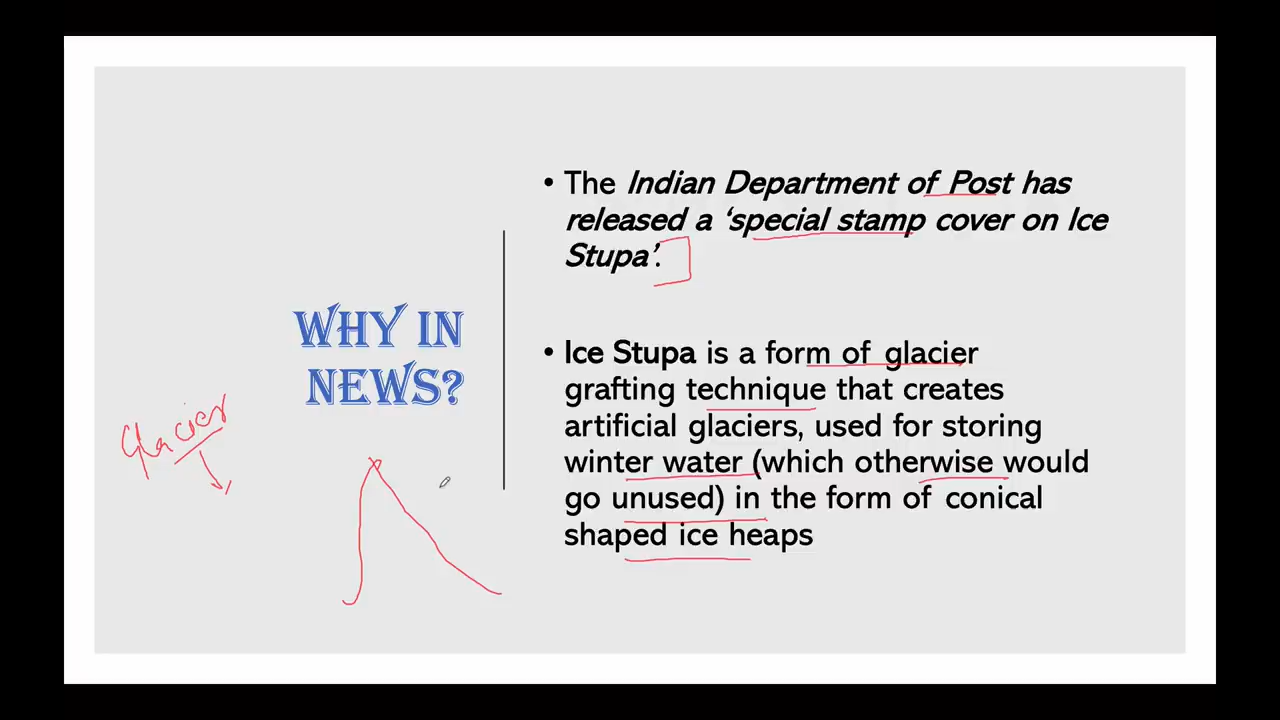 WHY IN
NEWS?
Glacier
• The Indian Department of Post has
released a ‘special stamp cover on Ice
Stupa’.
• Ice Stupa is a form of glacier
grafting technique that creates
artificial glaciers, used for storing
winter water (which otherwise would
go unused) in the form of conical
shaped ice heaps